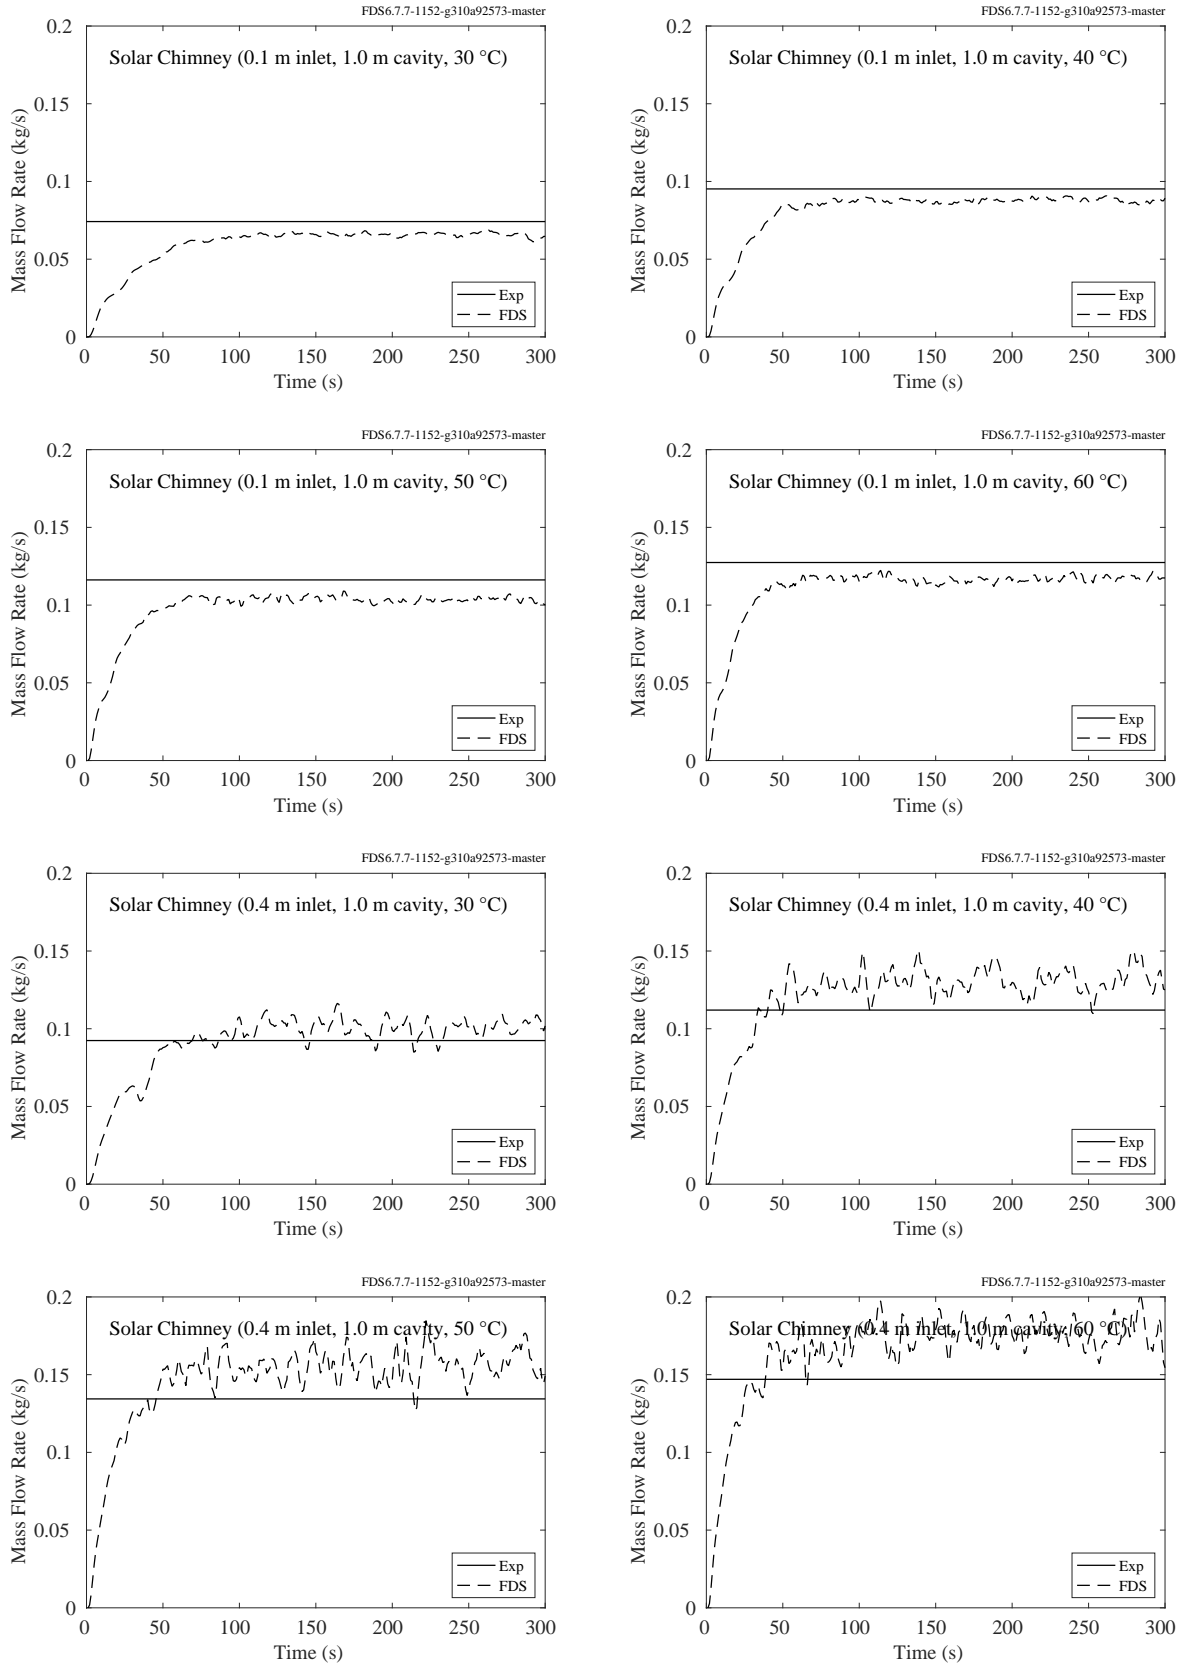 FDS6.7.7-1152-g310a92573-master
Solar Chimney (0.1 m inlet, 1.0 m cavity, 30 °C)
0.2
0.15
0.1
0.05
0
Mass Flow Rate (kg/s)
Exp
FDS
0 50 100 150 200 250 300
Time (s)
FDS6.7.7-1152-g310a92573-master
Solar Chimney (0.1 m inlet, 1.0 m cavity, 40 °C)
0.2
0.15
0.1
0.05
0
Mass Flow Rate (kg/s)
Exp
FDS
0 50 100 150 200 250 300
Time (s)
FDS6.7.7-1152-g310a92573-master
Solar Chimney (0.1 m inlet, 1.0 m cavity, 50 °C)
0.2
0.15
0.1
0.05
0
Mass Flow Rate (kg/s)
Exp
FDS
0 50 100 150 200 250 300
Time (s)
FDS6.7.7-1152-g310a92573-master
Solar Chimney (0.1 m inlet, 1.0 m cavity, 60 °C)
0.2
0.15
0.1
0.05
0
Mass Flow Rate (kg/s)
Exp
FDS
0 50 100 150 200 250 300
Time (s)
FDS6.7.7-1152-g310a92573-master
Solar Chimney (0.4 m inlet, 1.0 m cavity, 30 °C)
0.2
0.15
0.1
0.05
0
Mass Flow Rate (kg/s)
Exp
FDS
0 50 100 150 200 250 300
Time (s)
FDS6.7.7-1152-g310a92573-master
Solar Chimney (0.4 m inlet, 1.0 m cavity, 40 °C)
0.2
0.15
0.1
0.05
0
Mass Flow Rate (kg/s)
Exp
FDS
0 50 100 150 200 250 300
Time (s)
FDS6.7.7-1152-g310a92573-master
Solar Chimney (0.4 m inlet, 1.0 m cavity, 50 °C)
0.2
0.15
0.1
0.05
0
Mass Flow Rate (kg/s)
Exp
FDS
0 50 100 150 200 250 300
Time (s)
FDS6.7.7-1152-g310a92573-master
Solar Chimney (0.4 m inlet, 1.0 m cavity, 60 °C)
0.2
0.15
0.1
0.05
0
Mass Flow Rate (kg/s)
Exp
FDS
0 50 100 150 200 250 300
Time (s)